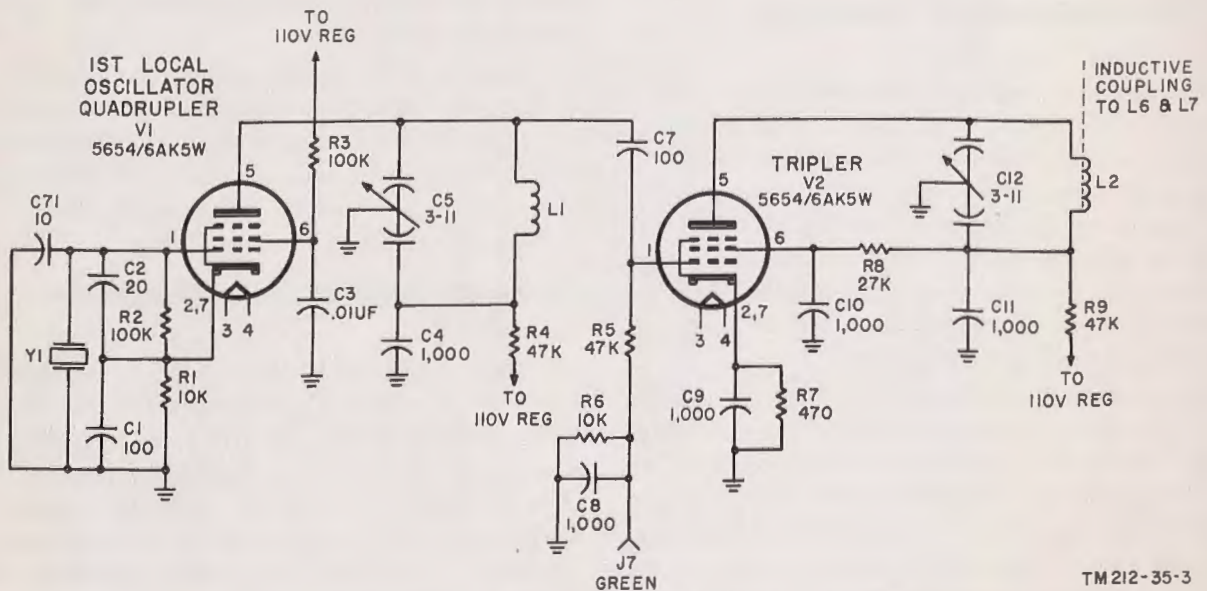 TO
110V REG
1ST LOCAL
OSCILLATOR
QUADRUPLER
V1
5654/6AK5W
R3
100K
5
C71
10
1
6
C2
20
R2
100K
2,7
3 4
Y1
R1
10K
C1
100
C3
.01UF
C5
3-11
L1
C4
1,000
R4
47K
TO
110V REG
C7
100
TRIPLER
V2
5654/6AK5W
5
1
6
2,7
3 4
R5
47K
R6
10K
C8
1,000
J7
GREEN
C9
1,000
R7
470
C10
1,000
R8
27K
C12
3-11
C11
1,000
L2
INDUCTIVE
COUPLING
TO L6 & L7
R9
47K
TO
110V REG
TM212-35-3